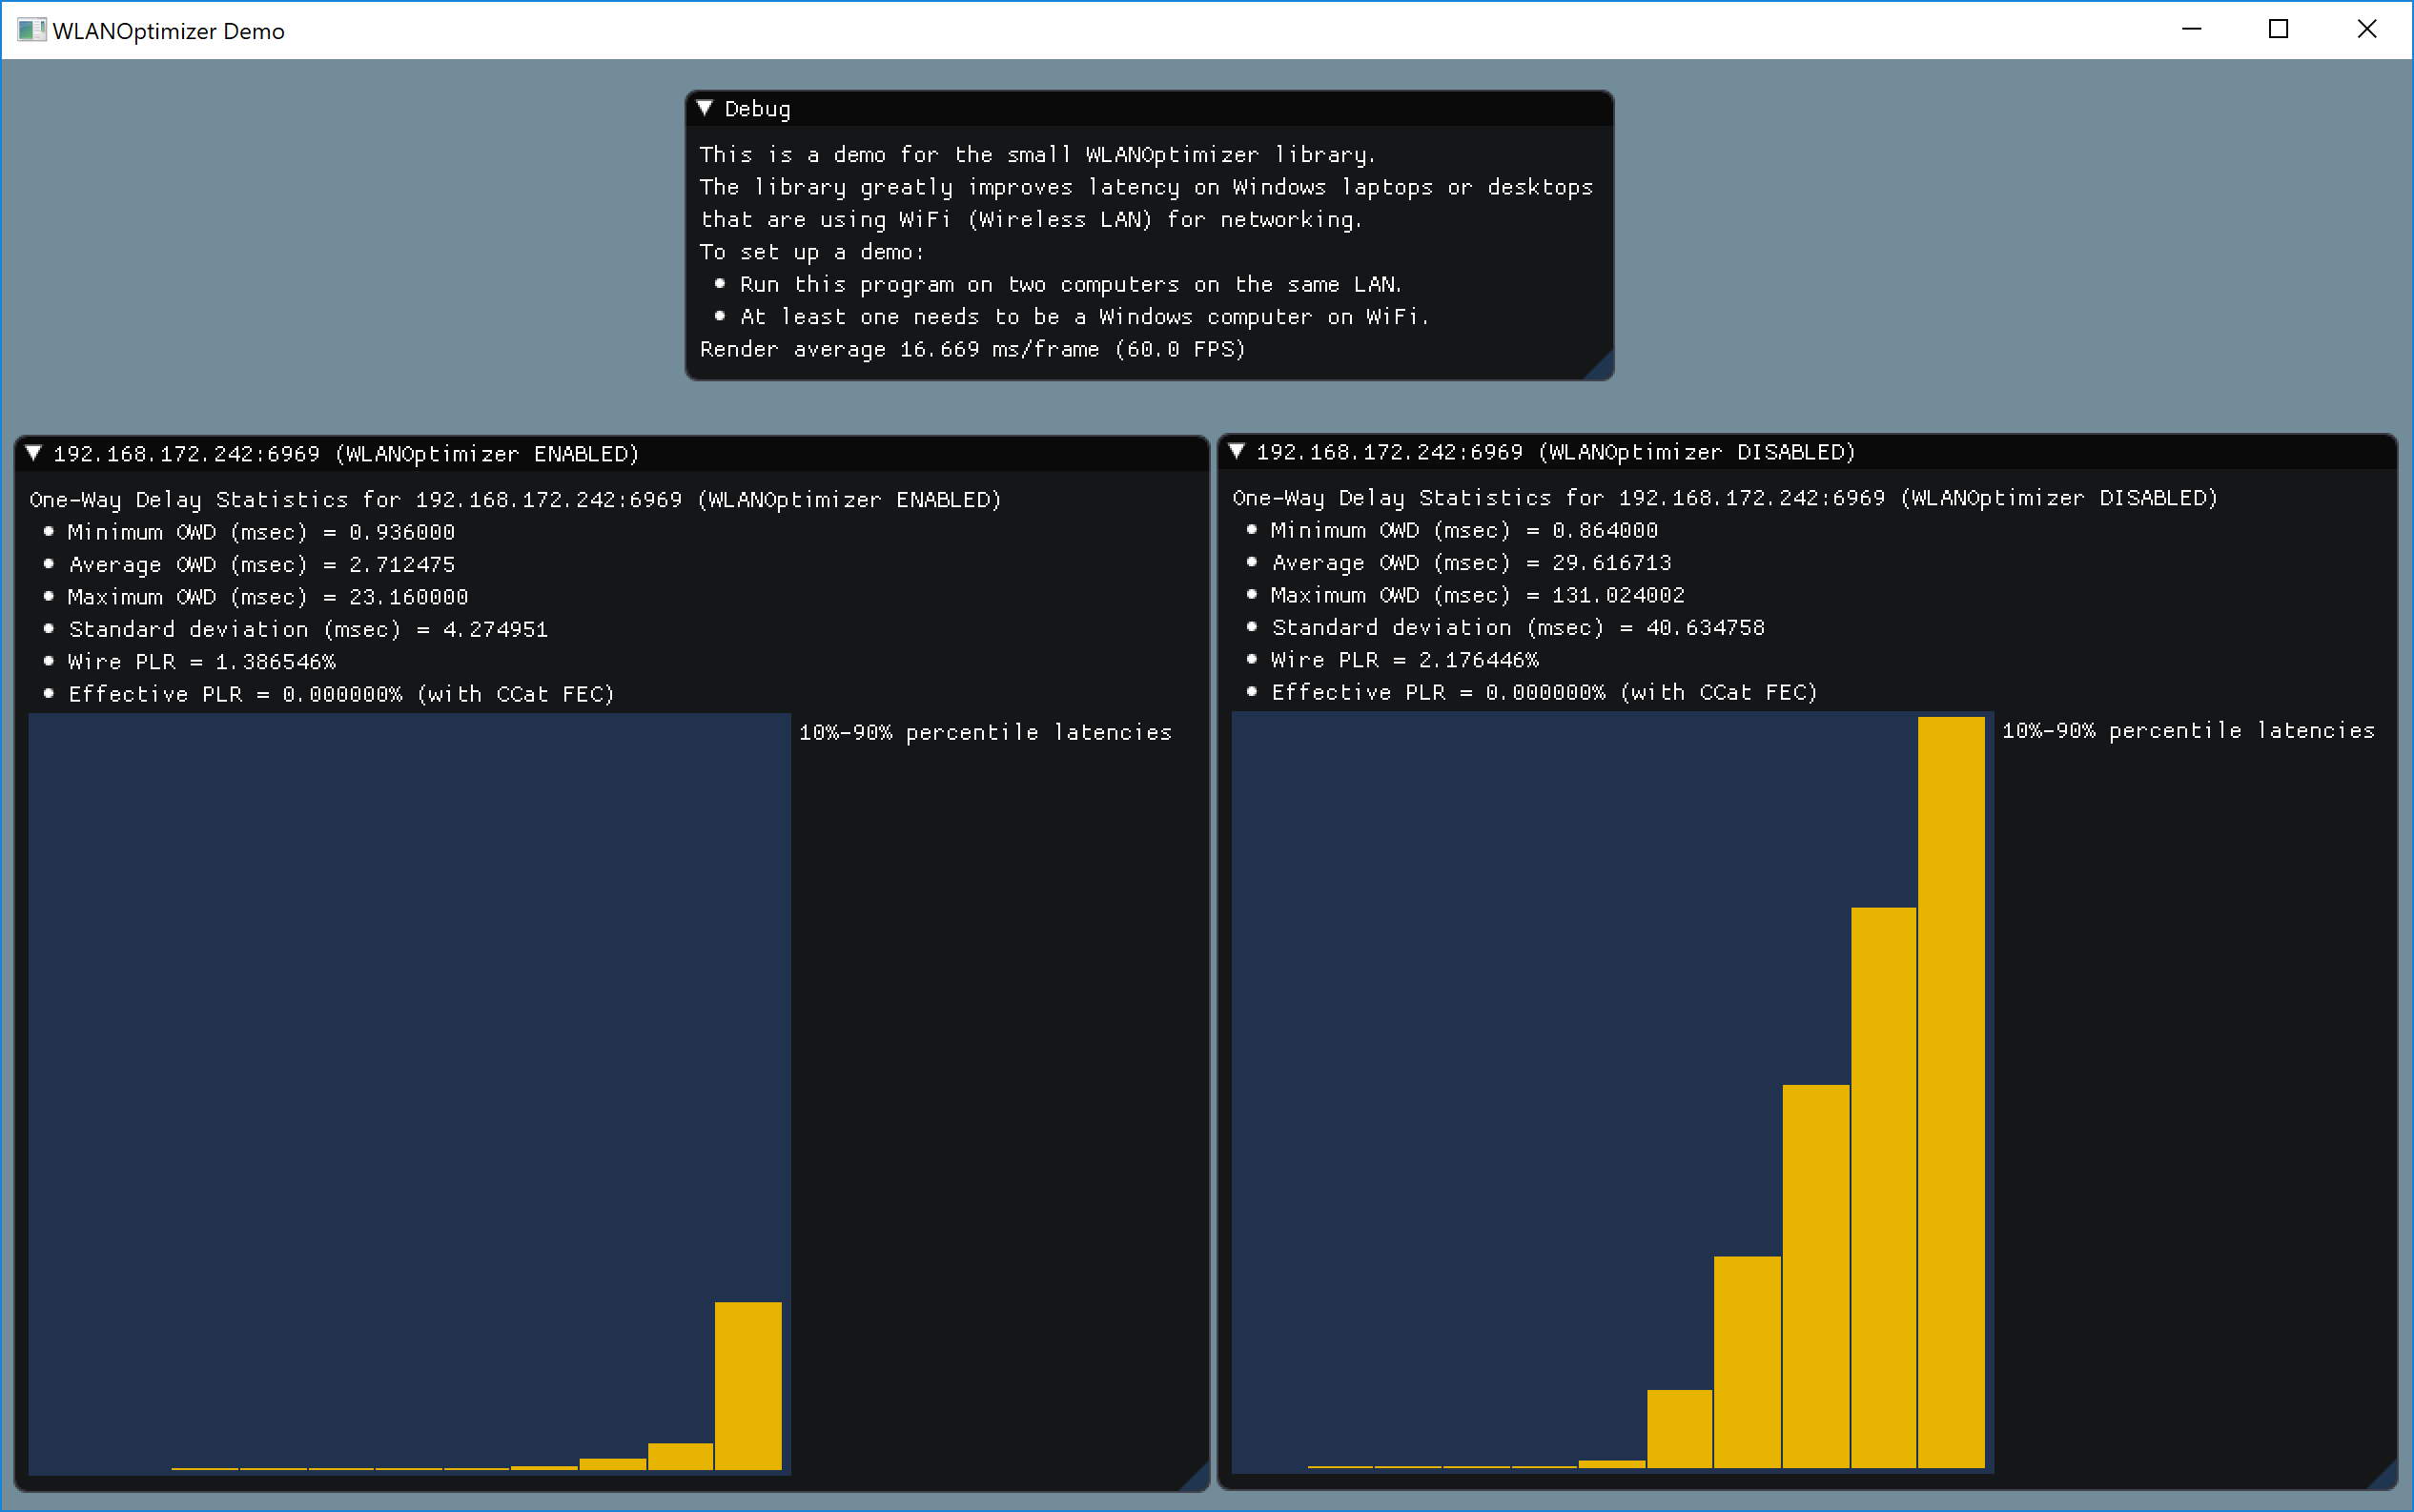 WLANOptimizer Demo
Debug
This is a demo for the small WLANOptimizer library.
The library greatly improves latency on Windows laptops or desktops
that are using WiFi (Wireless LAN) for networking.
To set up a demo:
Run this program on two computers on the same LAN.
At least one needs to be a Windows computer on WiFi.
Render average 16.669 ms/frame (60.0 FPS)
192.168.172.242:6969 (WLANOptimizer ENABLED)
One-Way Delay Statistics for 192.168.172.242:6969 (WLANOptimizer ENABLED)
Minimum OWD (msec) = 0.936000
Average OWD (msec) = 2.712475
Maximum OWD (msec) = 23.160000
Standard deviation (msec) = 4.274951
Wire PLR = 1.386546%
Effective PLR = 0.000000% (with CCat FEC)
10%-90% percentile latencies
192.168.172.242:6969 (WLANOptimizer DISABLED)
One-Way Delay Statistics for 192.168.172.242:6969 (WLANOptimizer DISABLED)
Minimum OWD (msec) = 0.864000
Average OWD (msec) = 29.616713
Maximum OWD (msec) = 131.024002
Standard deviation (msec) = 40.634758
Wire PLR = 2.176446%
Effective PLR = 0.000000% (with CCat FEC)
10%-90% percentile latencies